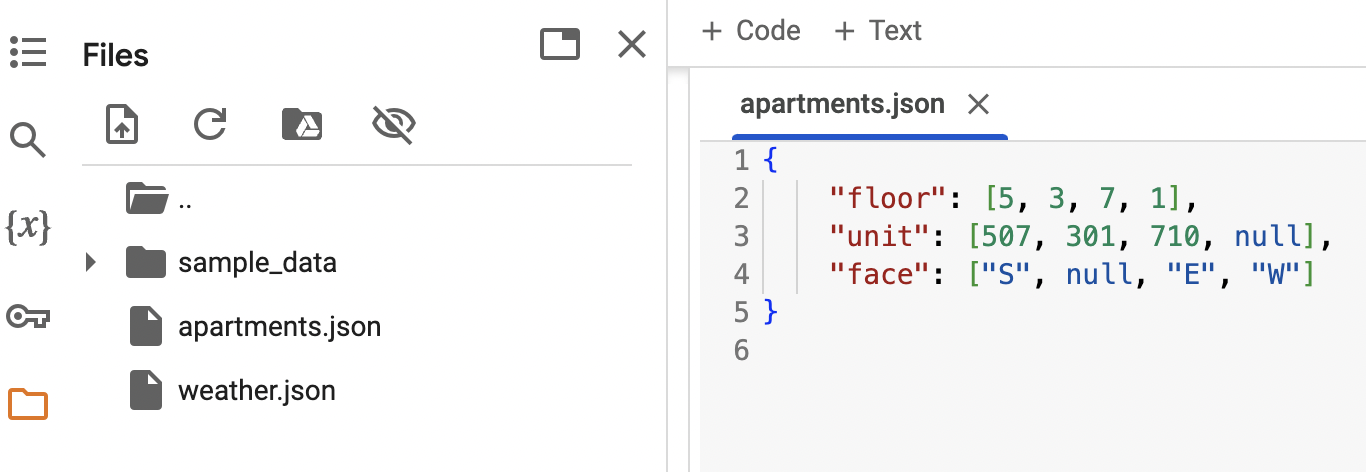 Files
{x}
..
sample_data
apartments.json
weather.json
+ Code + Text
apartments.json
1 {
2     "floor": [5, 3, 7, 1],
3     "unit": [507, 301, 710, null],
4     "face": ["S", null, "E", "W"]
5 }
6